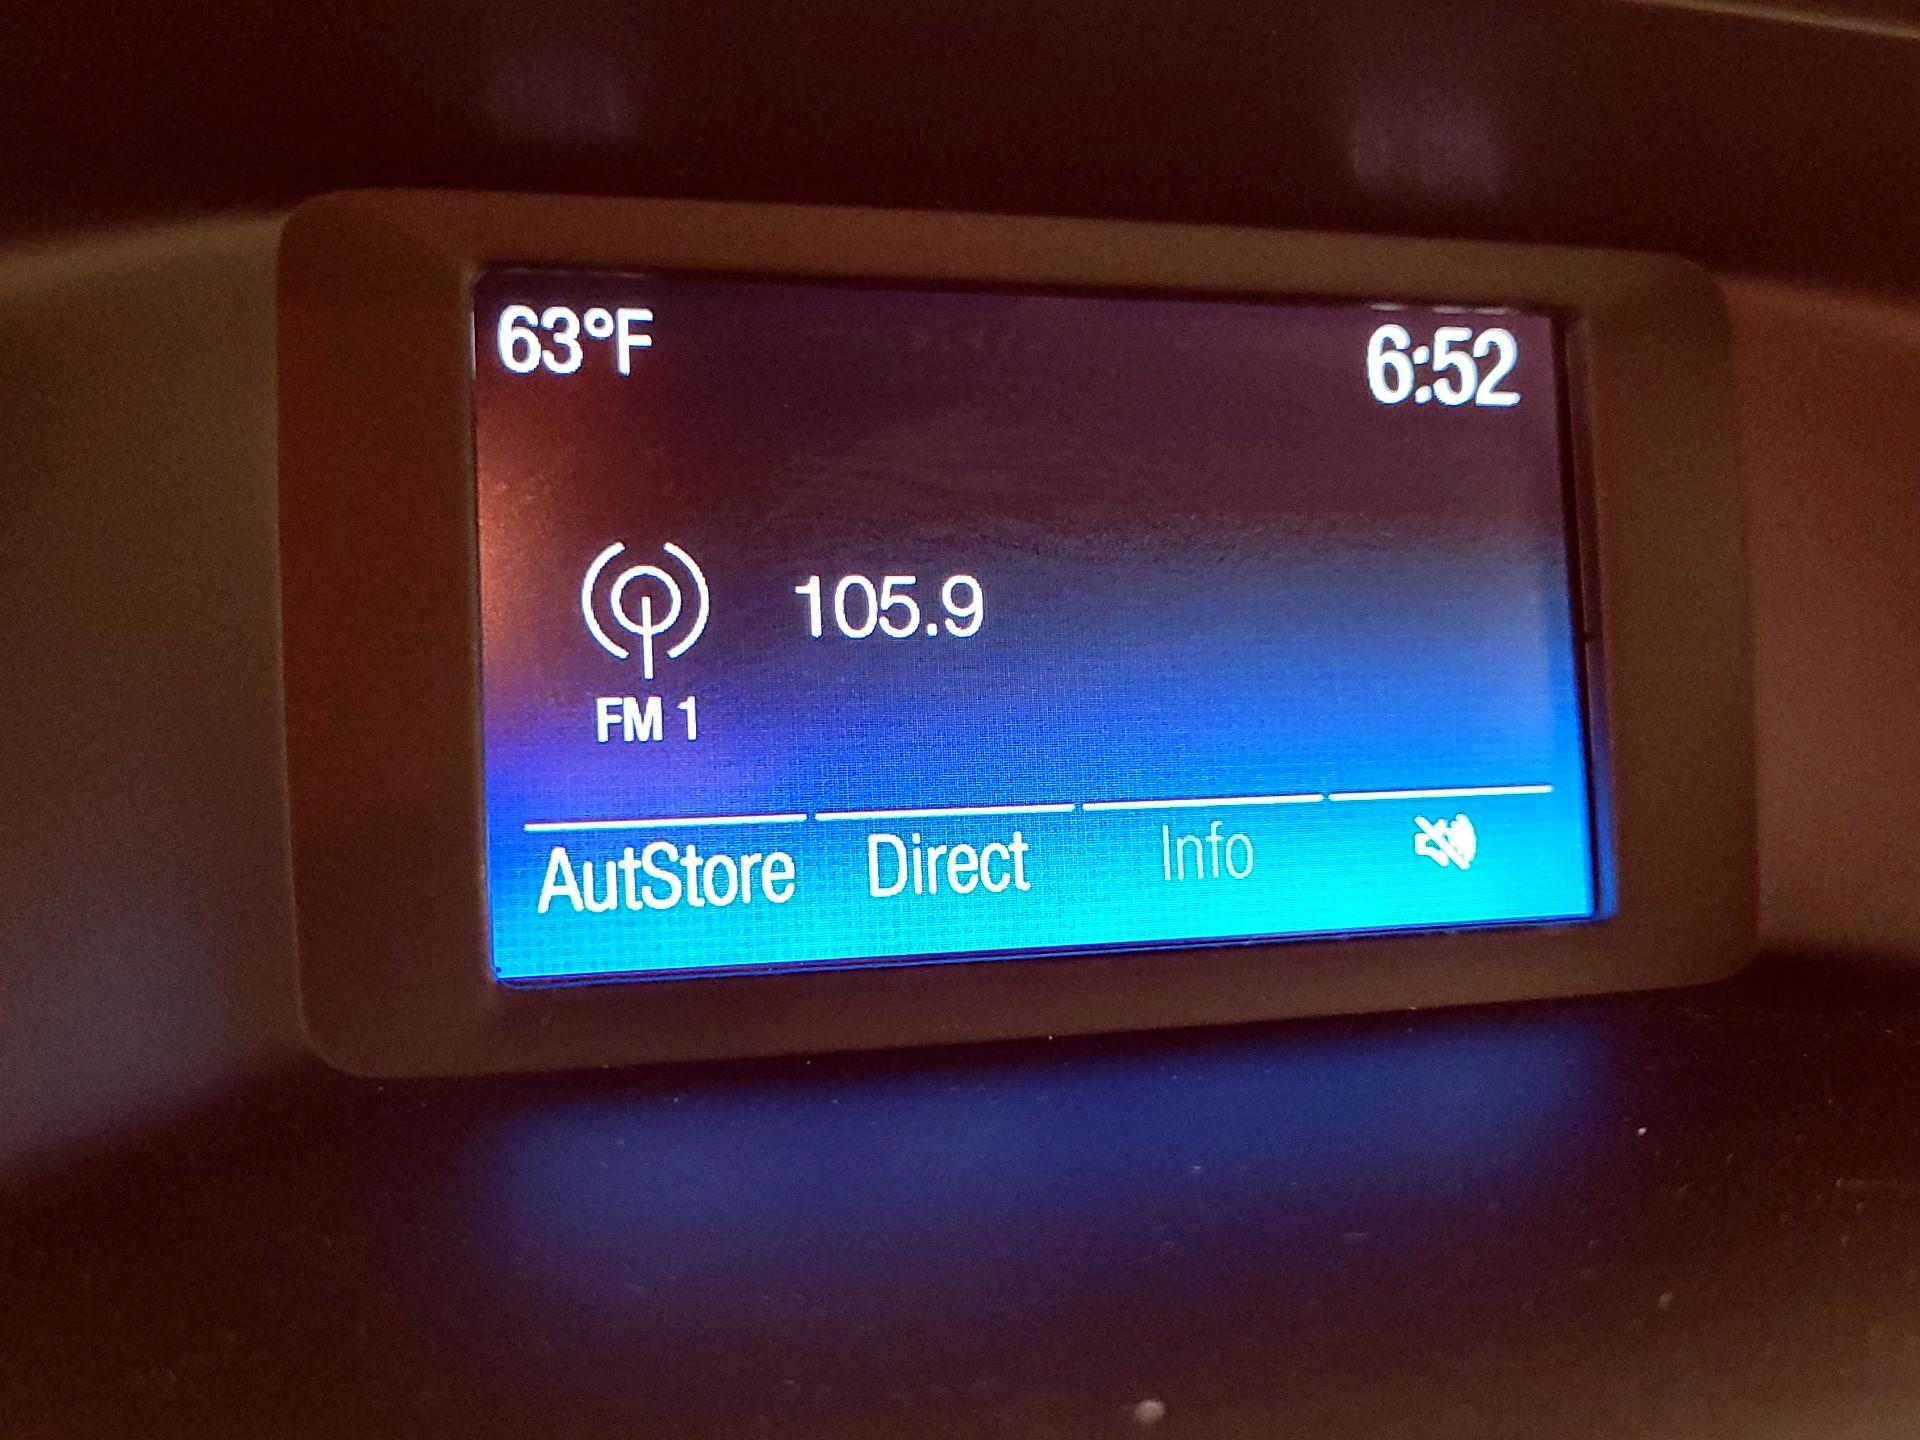 63°F
6:52
105.9
FM 1
AutStore
Direct
Info